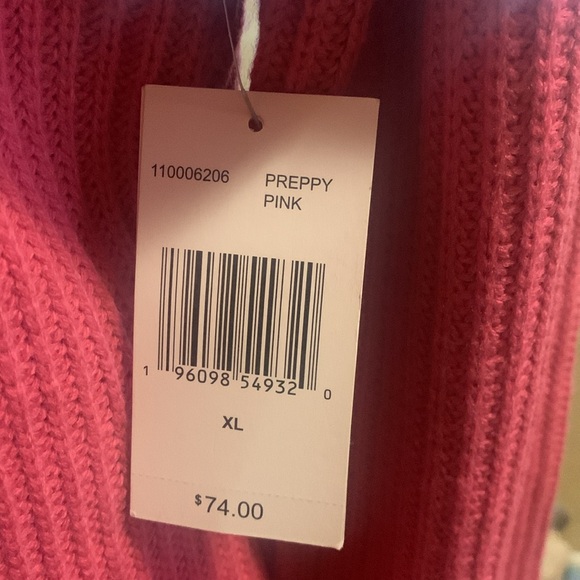 110006206 PREPPY
PINK
1 96098 54932 0
XL
$74.00